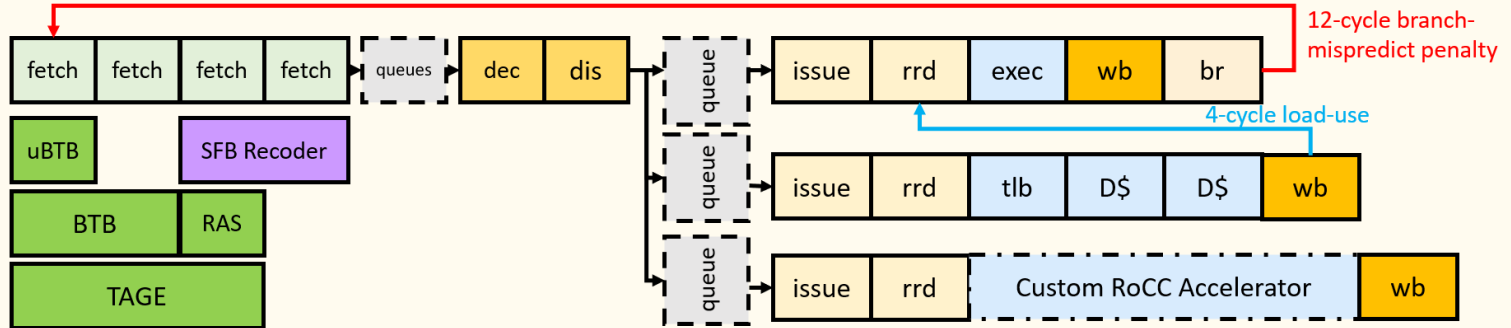 12-cycle branch-
mispredict penalty
fetch fetch fetch fetch queues dec dis queue issue rrd exec wb br
4-cycle load-use
uBTB SFB Recoder queue issue rrd tlb D$ D$ wb
BTB RAS
TAGE queue issue rrd Custom RoCC Accelerator wb